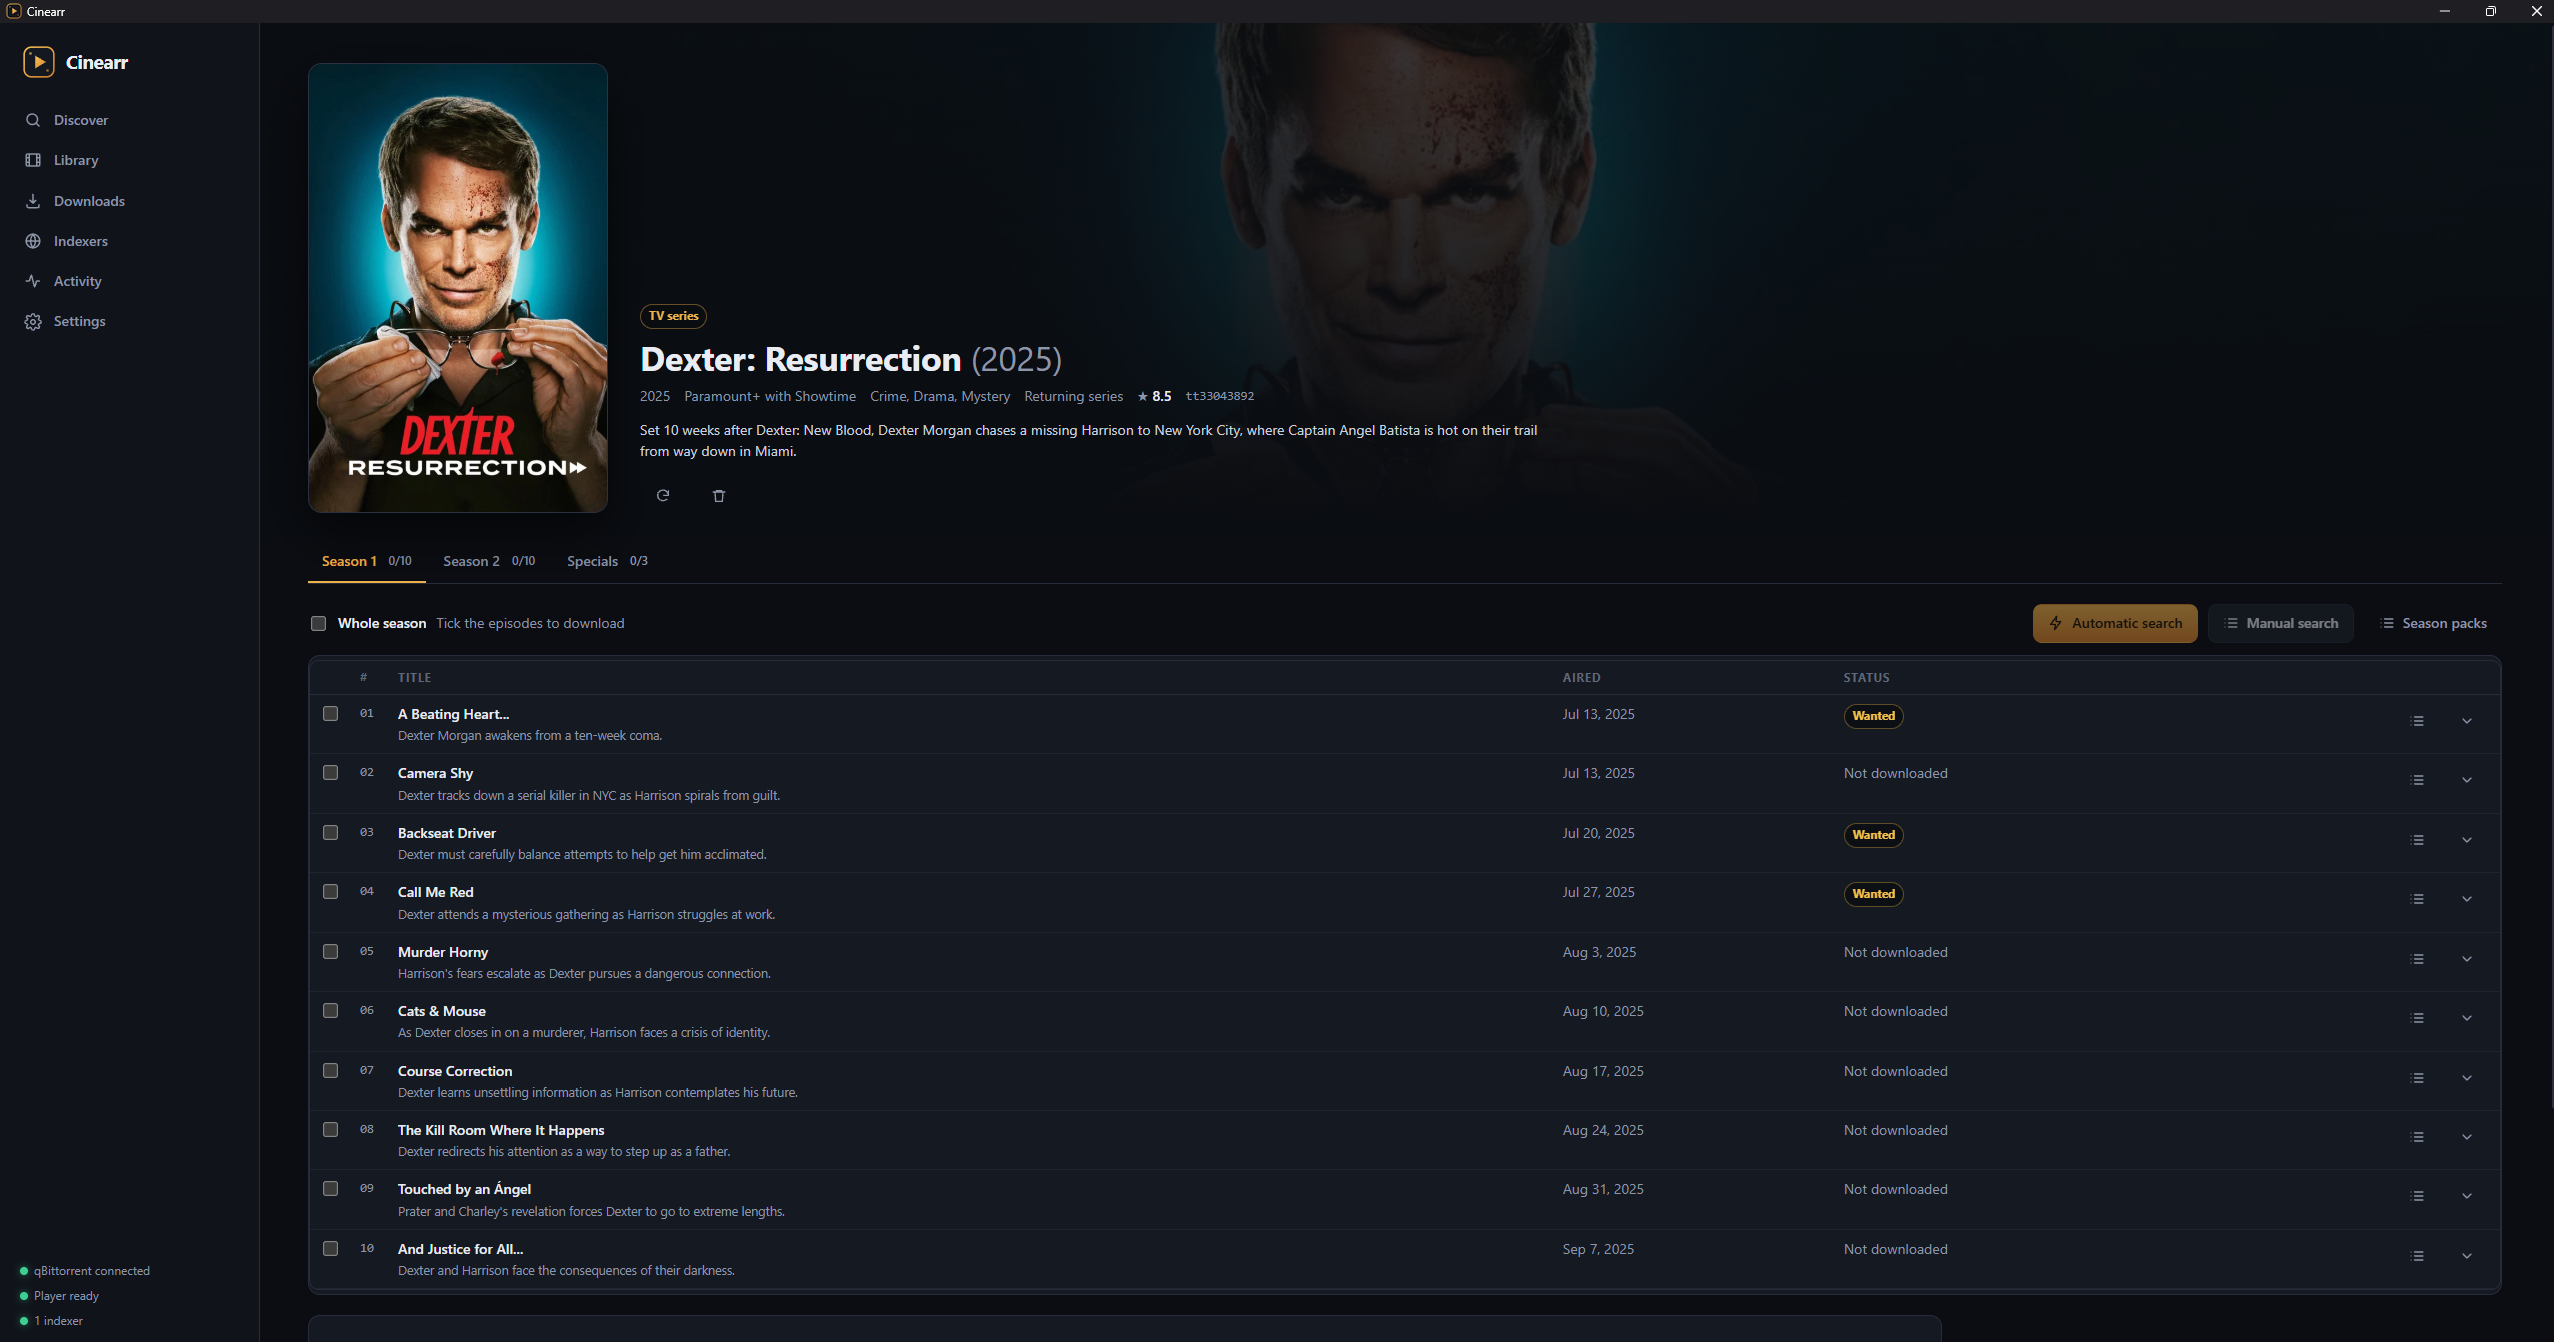 Cinearr
Cinearr
Discover
Library
Downloads
Indexers
Activity
Settings
DEXTER
RESURRECTION
TV series
Dexter: Resurrection (2025)
2025 Paramount+ with Showtime Crime, Drama, Mystery Returning series ★ 8.5 tt33043892
Set 10 weeks after Dexter: New Blood, Dexter Morgan chases a missing Harrison to New York City, where Captain Angel Batista is hot on their trail
from way down in Miami.
Season 1 0/10 Season 2 0/10 Specials 0/3
Whole season Tick the episodes to download Automatic search Manual search Season packs
# TITLE AIRED STATUS
01 A Beating Heart... Jul 13, 2025 Wanted
Dexter Morgan awakens from a ten-week coma.
02 Camera Shy Jul 13, 2025 Not downloaded
Dexter tracks down a serial killer in NYC as Harrison spirals from guilt.
03 Backseat Driver Jul 20, 2025 Wanted
Dexter must carefully balance attempts to help get him acclimated.
04 Call Me Red Jul 27, 2025 Wanted
Dexter attends a mysterious gathering as Harrison struggles at work.
05 Murder Horny Aug 3, 2025 Not downloaded
Harrison's fears escalate as Dexter pursues a dangerous connection.
06 Cats & Mouse Aug 10, 2025 Not downloaded
As Dexter closes in on a murderer, Harrison faces a crisis of identity.
07 Course Correction Aug 17, 2025 Not downloaded
Dexter learns unsettling information as Harrison contemplates his future.
08 The Kill Room Where It Happens Aug 24, 2025 Not downloaded
Dexter redirects his attention as a way to step up as a father.
09 Touched by an Ángel Aug 31, 2025 Not downloaded
Prater and Charley's revelation forces Dexter to go to extreme lengths.
10 And Justice for All... Sep 7, 2025 Not downloaded
Dexter and Harrison face the consequences of their darkness.
qBittorrent connected
Player ready
1 indexer